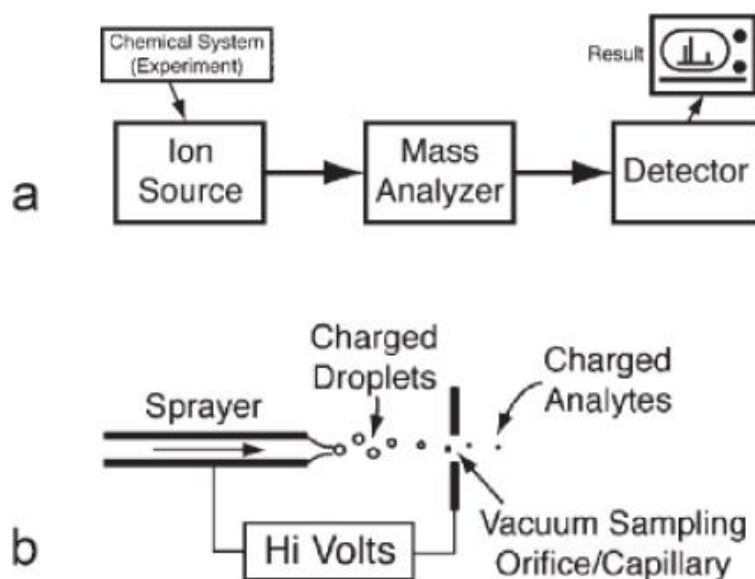 Chemical System
(Experiment)
Result
Ion
Source
Mass
Analyzer
Detector
a
Charged
Droplets
Charged
Analytes
Sprayer
Hi Volts
Vacuum Sampling
Orifice/Capillary
b